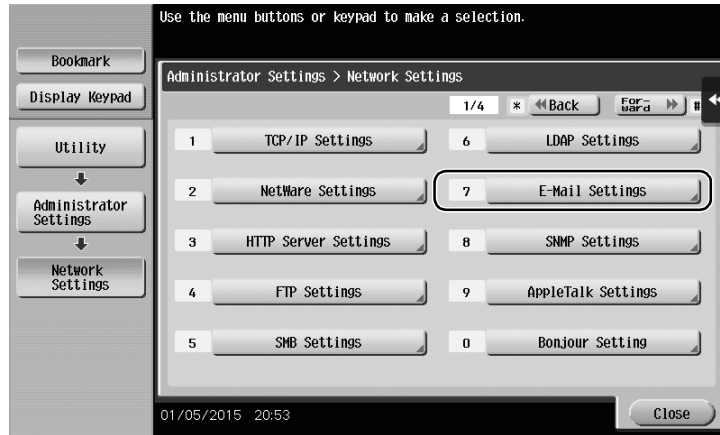 Use the menu buttons or keypad to make a selection.
Bookmark
Display Keypad
Utility
Administrator
Settings
Network
Settings
Administrator Settings > Network Settings
1/4 * Back For-
ward #
1 TCP/IP Settings
2 NetWare Settings
3 HTTP Server Settings
4 FTP Settings
5 SMB Settings
6 LDAP Settings
7 E-Mail Settings
8 SNMP Settings
9 AppleTalk Settings
0 Bonjour Setting
01/05/2015 20:53
Close